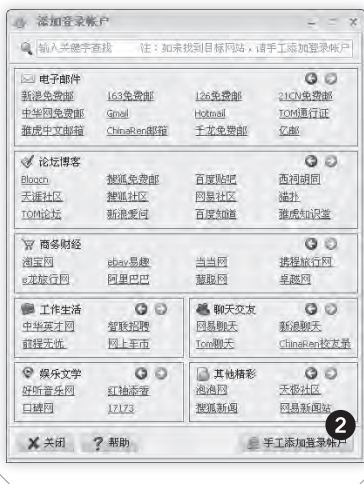 添加登录帐户
输入关键字查找 注：如未找到目标网站，请手工添加登录帐户
电子邮件
新浪免费邮 163免费邮 126免费邮 21CN免费邮
中华网免费邮 Gmail Hotmail TOM通行证
雅虎中文邮箱 ChinaRen邮箱 千龙免费邮 亿邮
论坛博客
Blogcn 搜狐免费邮 百度贴吧 西祠胡同
天涯社区 搜狐社区 网易社区 猫扑
TOM论坛 新浪爱问 百度知道 雅虎知识堂
商务财经
淘宝网 ebay易趣 当当网 携程旅行网
e龙旅行网 阿里巴巴 慧聪网 卓越网
工作生活 聊天交友
中华英才网 智联招聘 网易聊天 新浪聊天
前程无忧 网上车市 Tom聊天 ChinaRen校友录
娱乐文学 其他精彩
好听音乐网 红袖添香 泡泡网 天极社区
口碑网 17173 搜狐新闻 网易新闻站
2
关闭 帮助 手工添加登录帐户